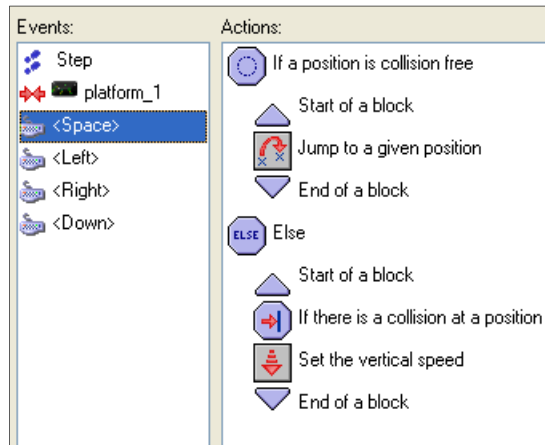 Events:
Step
platform_1
<Space>
<Left>
<Right>
<Down>
Actions:
If a position is collision free
Start of a block
Jump to a given position
End of a block
ELSE Else
Start of a block
If there is a collision at a position
Set the vertical speed
End of a block